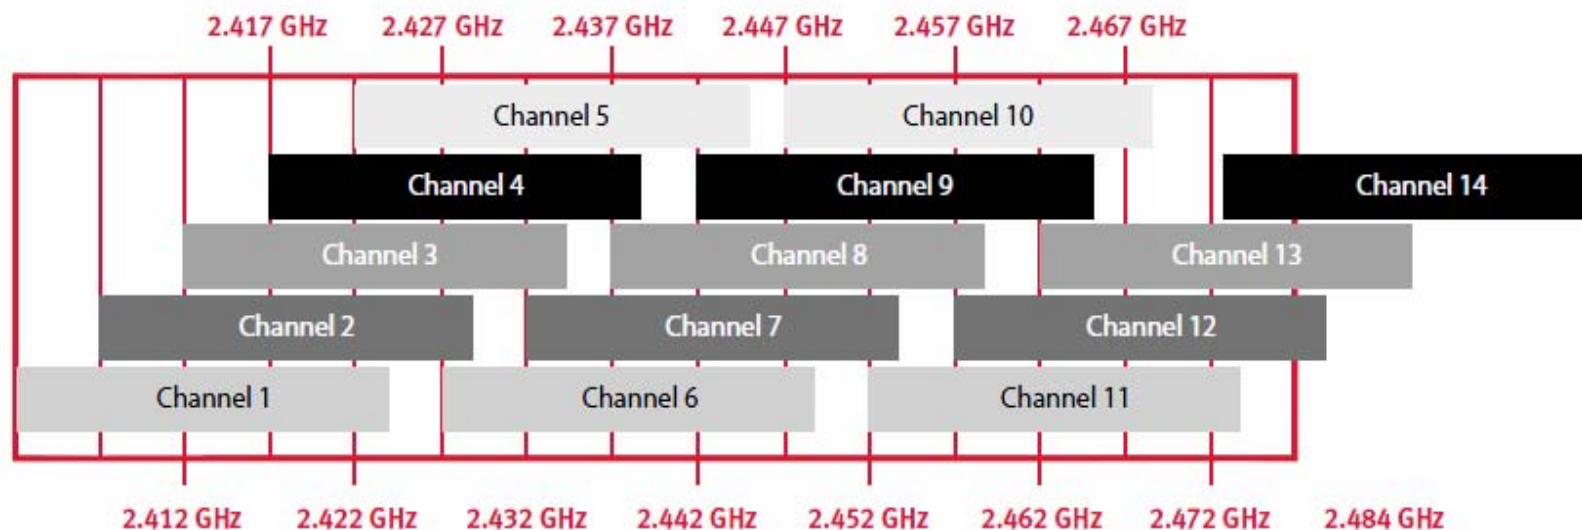 2.417 GHz 2.427 GHz 2.437 GHz 2.447 GHz 2.457 GHz 2.467 GHz
Channel 5 Channel 10
Channel 4 Channel 9 Channel 14
Channel 3 Channel 8 Channel 13
Channel 2 Channel 7 Channel 12
Channel 1 Channel 6 Channel 11
2.412 GHz 2.422 GHz 2.432 GHz 2.442 GHz 2.452 GHz 2.462 GHz 2.472 GHz 2.484 GHz